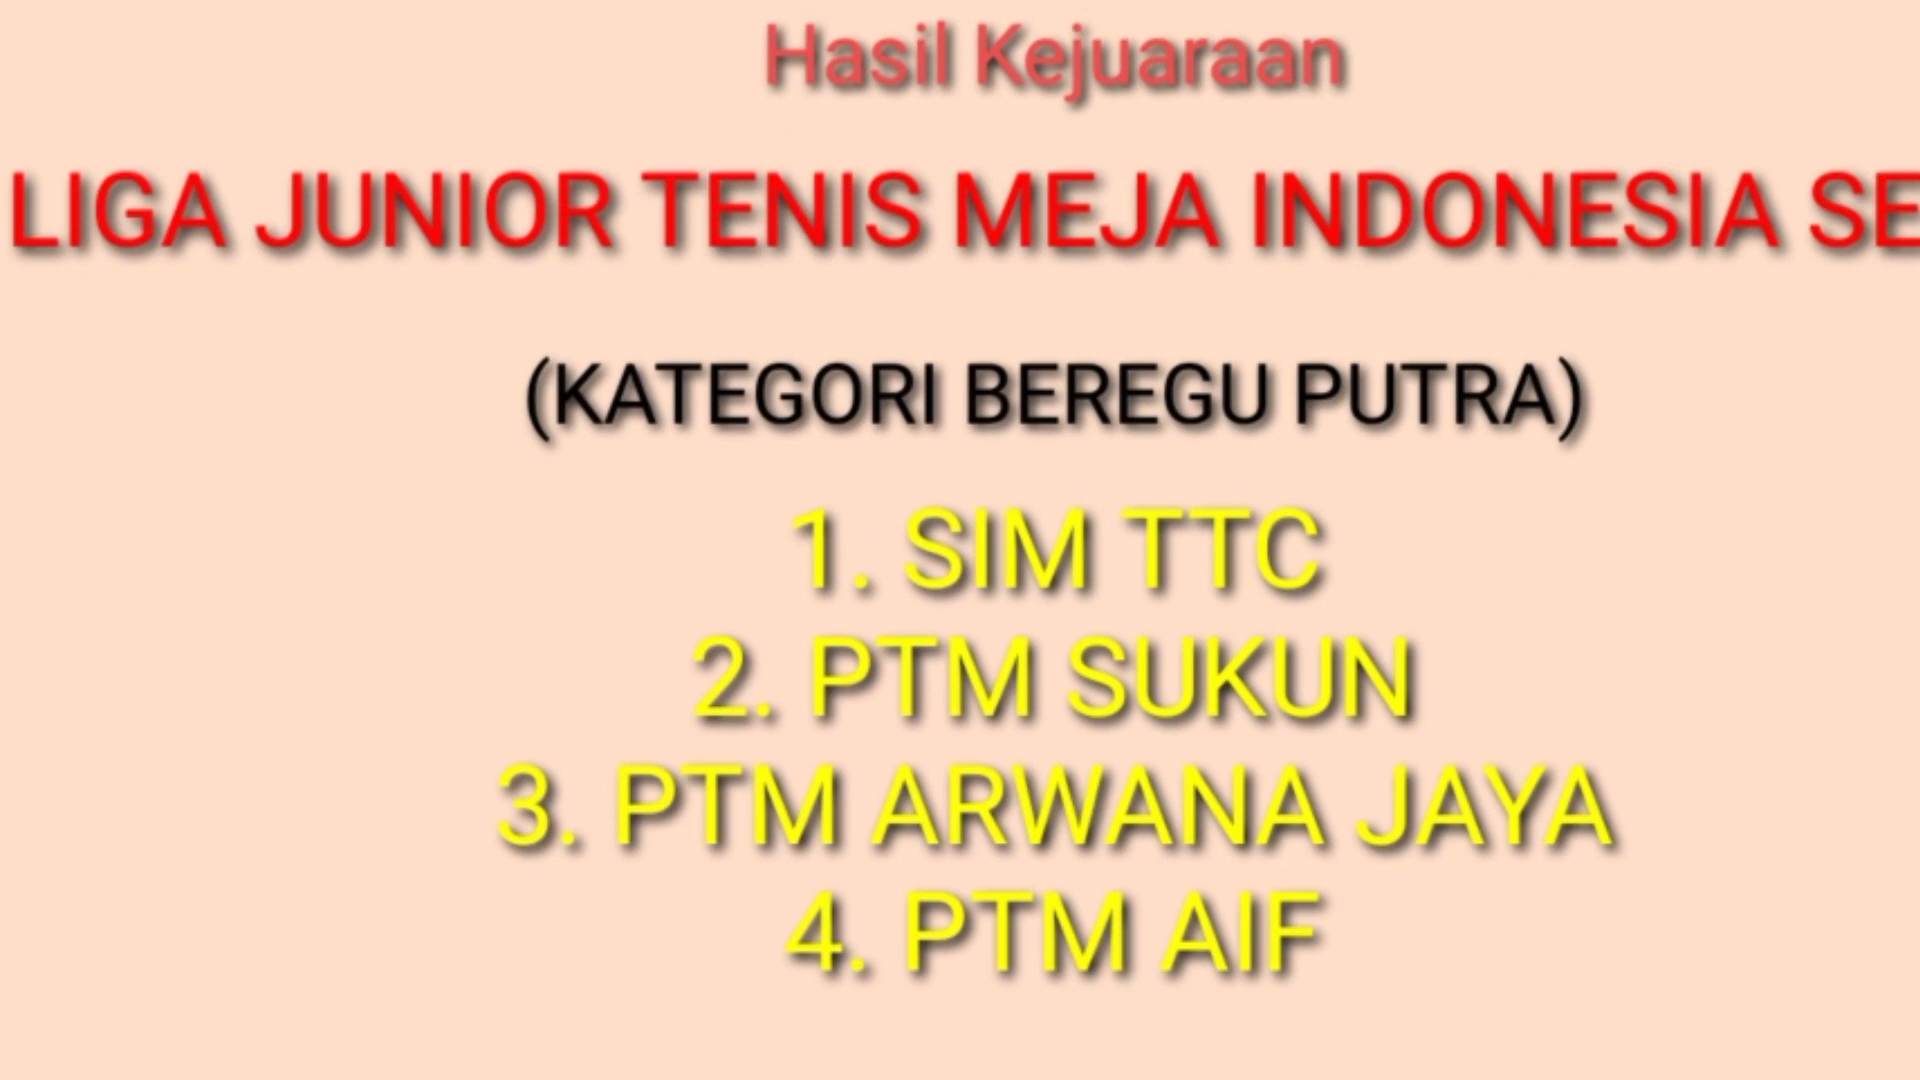 Hasil Kejuaraan
LIGA JUNIOR TENIS MEJA INDONESIA
(KATEGORI BEREGU PUTRA)
1. SIM TTC
2. PTM SUKUN
3. PTM ARWANA JAYA
4. PTM AIF